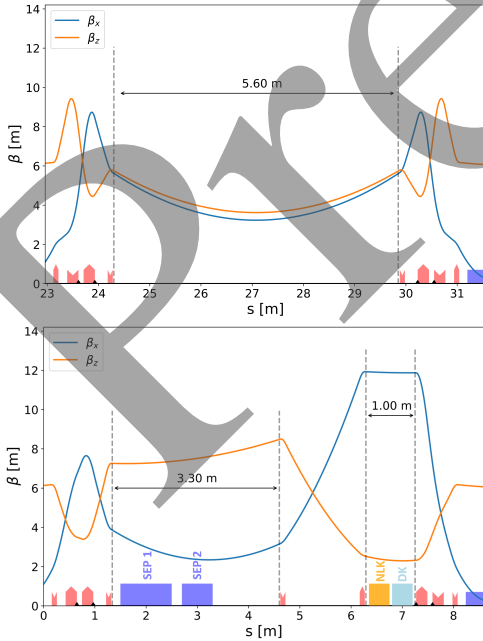 14
12
10
8
6
4
2
0
β [m]
βx
βz
5.60 m
23 24 25 26 27 28 29 30 31
s [m]
14
12
10
8
6
4
2
0
β [m]
βx
βz
3.30 m
1.00 m
SEP 1
SEP 2
NLK
DK
0 1 2 3 4 5 6 7 8
s [m]
Pre